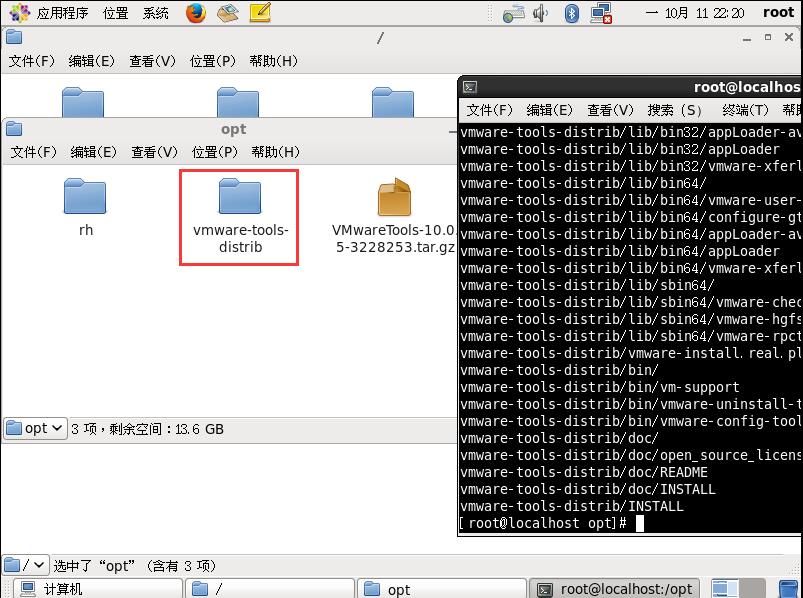 应用程序 位置 系统 一 10月 11 22:20 root
/
文件(F) 编辑(E) 查看(V) 位置(P) 帮助(H)
opt
文件(F) 编辑(E) 查看(V) 位置(P) 帮助(H)
rh
vmware-tools-
distrib
VMwareTools-10.0.
5-3228253.tar.gz
opt 3 项，剩余空间：13.6 GB
root@localhos
文件(F) 编辑(E) 查看(V) 搜索 (S) 终端(T) 帮
vmware-tools-distrib/lib/bin32/appLoader-av
vmware-tools-distrib/lib/bin32/appLoader
vmware-tools-distrib/lib/bin32/vmware-xferl
vmware-tools-distrib/lib/bin64/
vmware-tools-distrib/lib/bin64/vmware-user-
vmware-tools-distrib/lib/bin64/configure-gt
vmware-tools-distrib/lib/bin64/appLoader-av
vmware-tools-distrib/lib/bin64/appLoader
vmware-tools-distrib/lib/bin64/vmware-xferl
vmware-tools-distrib/lib/sbin64/
vmware-tools-distrib/lib/sbin64/vmware-chec
vmware-tools-distrib/lib/sbin64/vmware-hgfs
vmware-tools-distrib/lib/sbin64/vmware-rpct
vmware-tools-distrib/vmware-install.real.pl
vmware-tools-distrib/bin/
vmware-tools-distrib/bin/vm-support
vmware-tools-distrib/bin/vmware-uninstall-t
vmware-tools-distrib/bin/vmware-config-tool
vmware-tools-distrib/doc/
vmware-tools-distrib/doc/open_source_licens
vmware-tools-distrib/doc/README
vmware-tools-distrib/doc/INSTALL
vmware-tools-distrib/INSTALL
[root@localhost opt]#
/ 选中了 “opt” （含有 3 项）
计算机 / opt root@localhost:/opt